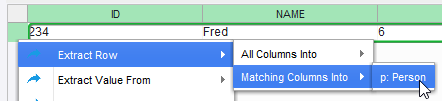 ID NAME
234 Fred 6
Extract Row All Columns Into
Extract Value From Matching Columns Into p: Person